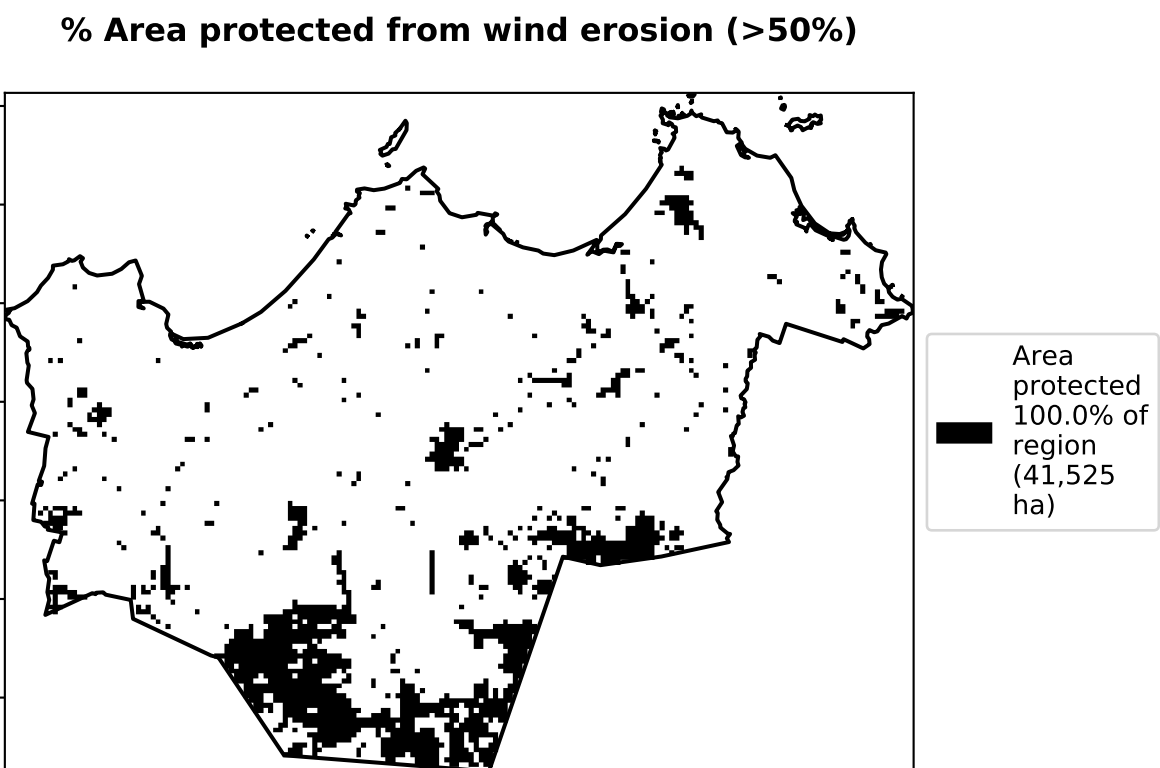 % Area protected from wind erosion (>50%)
Area
protected
100.0% of
region
(41,525
ha)